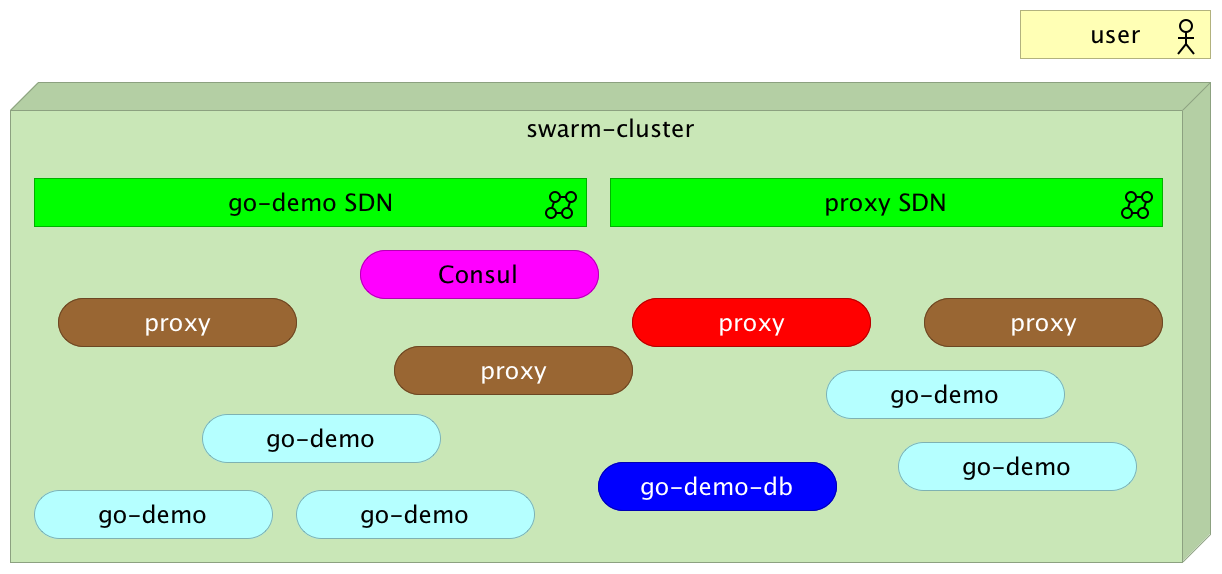 user
swarm-cluster
go-demo SDN
proxy SDN
Consul
proxy
proxy
proxy
proxy
go-demo
go-demo
go-demo
go-demo-db
go-demo
go-demo